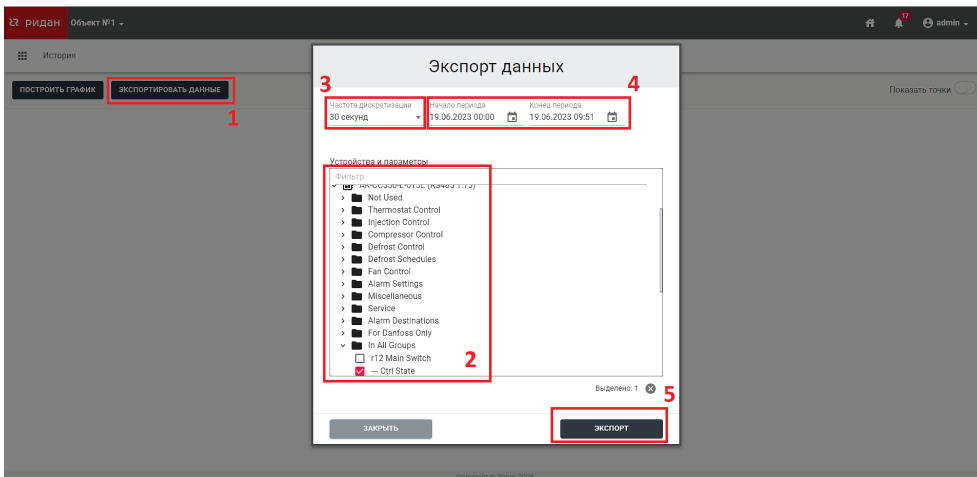 РИДАН Объект №1
17
admin
История
ПОСТРОИТЬ ГРАФИК ЭКСПОРТИРОВАТЬ ДАННЫЕ
Показать точки
1
Экспорт данных
3
4
Частота дискретизации Начало периода Конец периода
30 секунд 19.06.2023 00:00 19.06.2023 09:51
Устройства и параметры
Фильтр
Not Used
Thermostat Control
Injection Control
Compressor Control
Defrost Control
Defrost Schedules
Fan Control
Alarm Settings
Miscellaneous
Service
Alarm Destinations
For Danfoss Only
In All Groups
r12 Main Switch
--- Ctrl State
2
Выделено: 1
5
ЗАКРЫТЬ ЭКСПОРТ